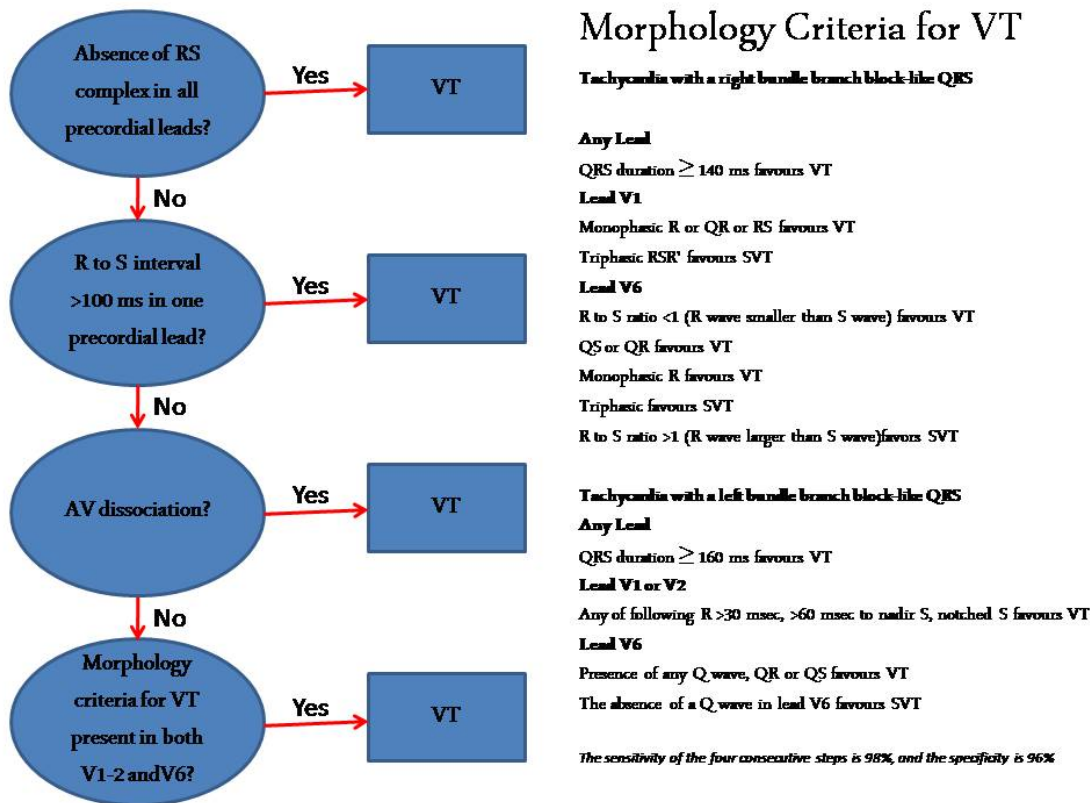 Absence of RS
complex in all
precordial leads?
Yes
VT
No
R to S interval
>100 ms in one
precordial lead?
Yes
VT
No
AV dissociation?
Yes
VT
No
Morphology
criteria for VT
present in both
V1-2 andV6?
Yes
VT
Morphology Criteria for VT
Tachycardia with a right bundle branch block-like QRS
Any Lead
QRS duration ≥ 140 ms favours VT
Lead V1
Monophasic R or QR or RS favours VT
Triphasic RSR' favours SVT
Lead V6
R to S ratio <1 (R wave smaller than S wave) favours VT
QS or QR favours VT
Monophasic R favours VT
Triphasic favours SVT
R to S ratio >1 (R wave larger than S wave)favors SVT
Tachycardia with a left bundle branch block-like QRS
Any Lead
QRS duration ≥ 160 ms favours VT
Lead V1 or V2
Any of following R >30 msec, >60 msec to nadir S, notched S favours VT
Lead V6
Presence of any Q wave, QR or QS favours VT
The absence of a Q wave in lead V6 favours SVT
The sensitivity of the four consecutive steps is 98%, and the specificity is 96%